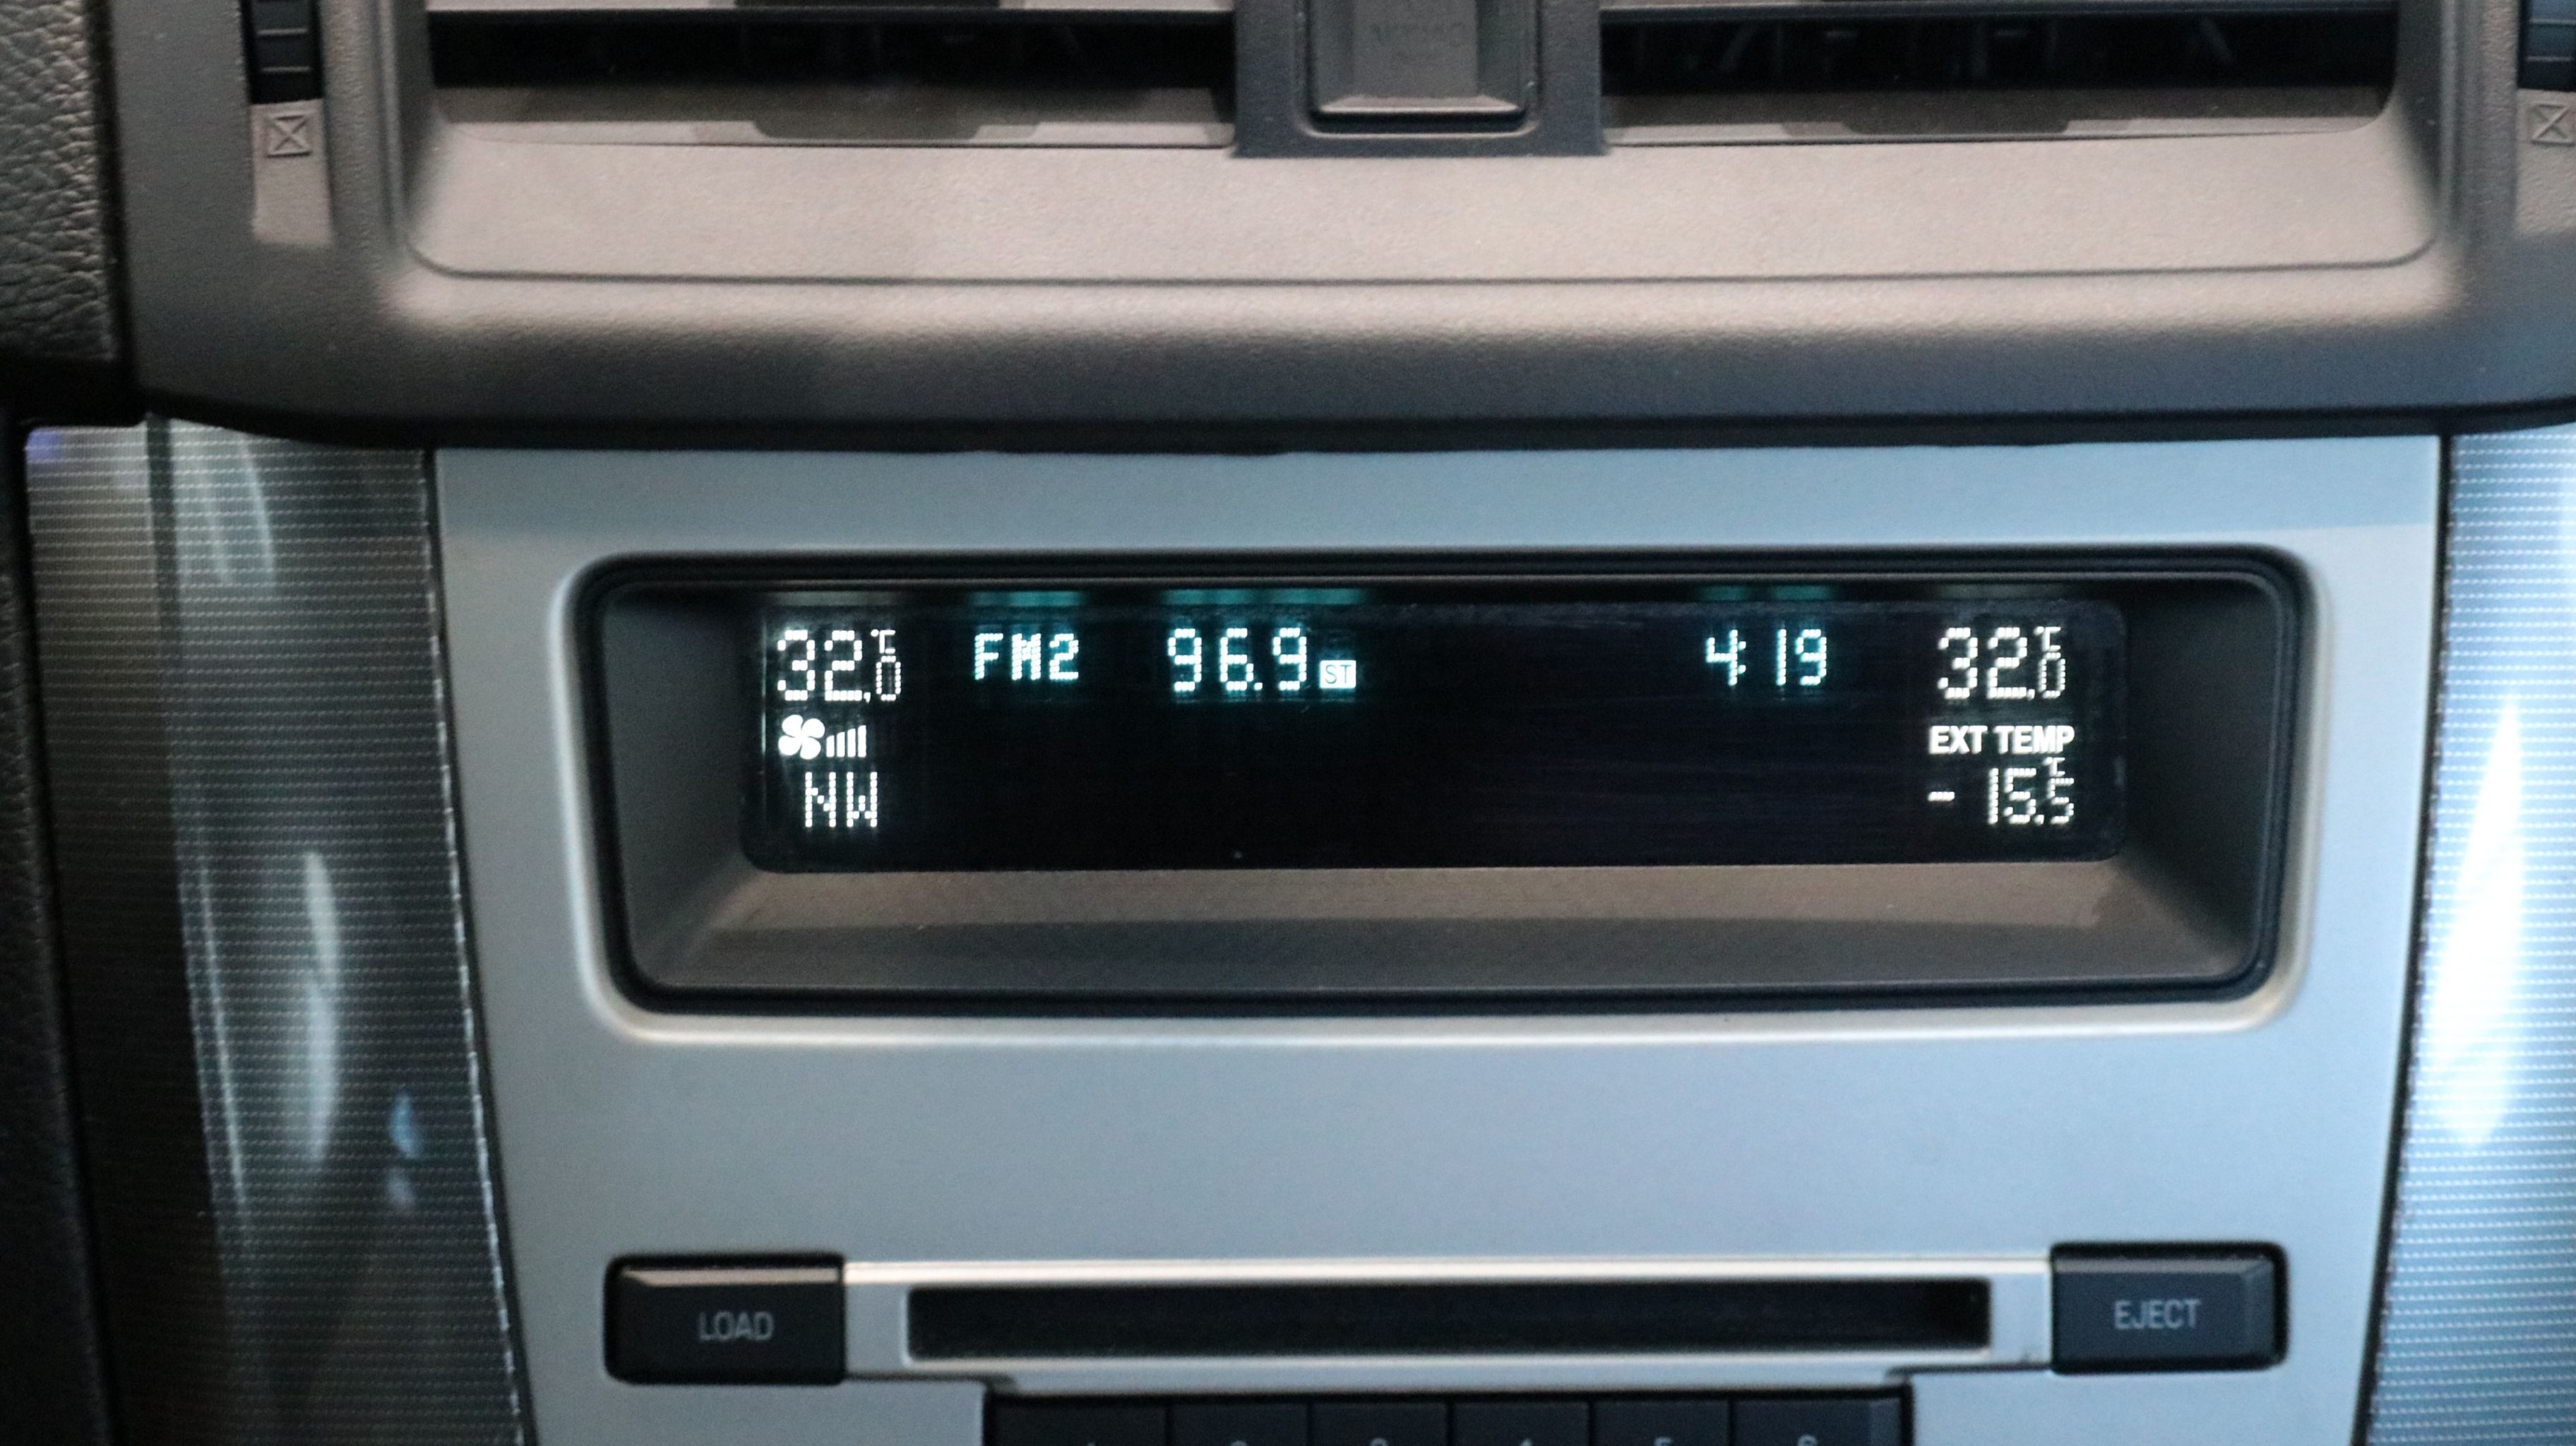 32.0°C FM2 96.9 ST 4:19 32.0°C
EXT TEMP
NW -15.5°C
LOAD EJECT